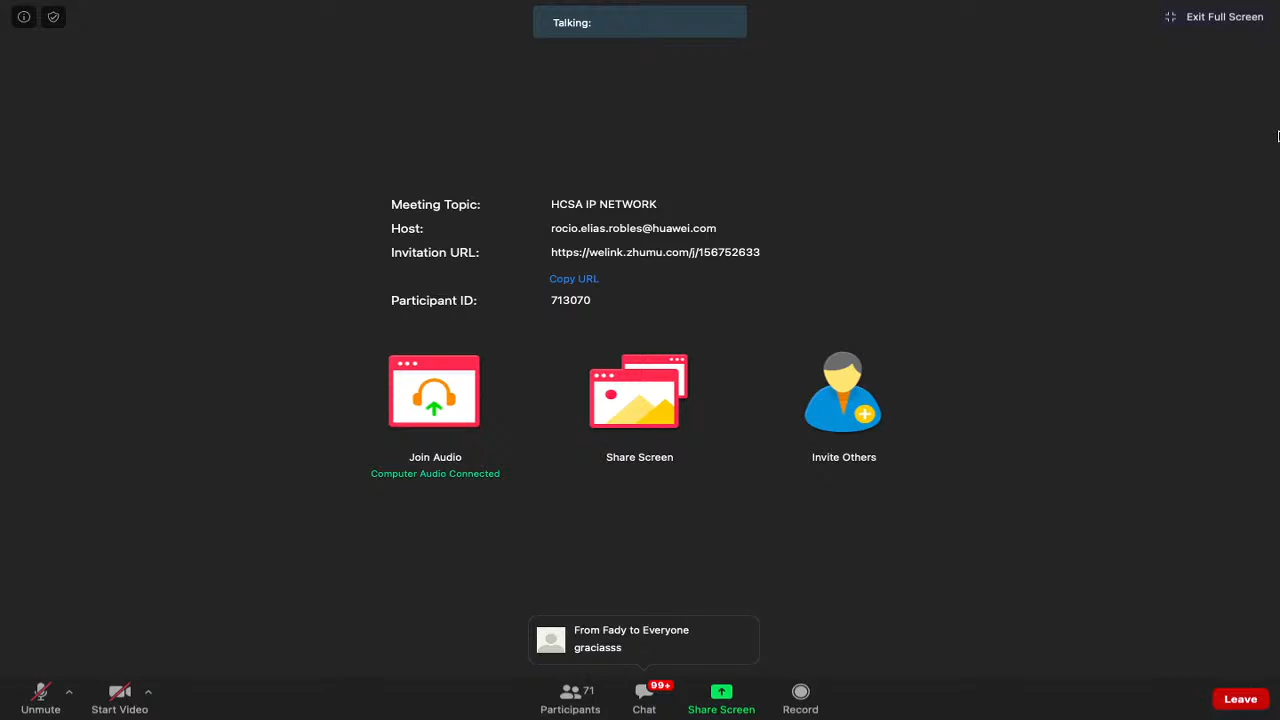 Talking:
Exit Full Screen
Meeting Topic: HCSA IP NETWORK
Host: rocio.elias.robles@huawei.com
Invitation URL: https://welink.zhumu.com/j/156752633
Copy URL
Participant ID: 713070
Join Audio
Computer Audio Connected
Share Screen
Invite Others
From Fady to Everyone
graciasss
Unmute
Start Video
71
Participants
99+
Chat
Share Screen
Record
Leave